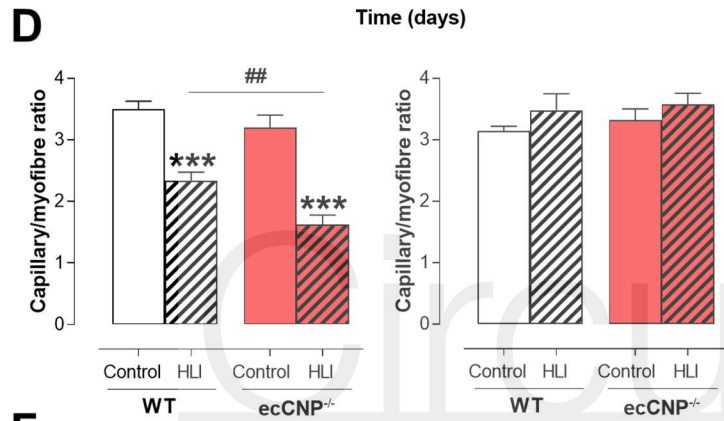 D
Time (days)
Capillary/myofibre ratio
4
3
2
1
0
##
***
***
Control HLI Control HLI
WT ecCNP-/-
Capillary/myofibre ratio
4
3
2
1
0
Control HLI Control HLI
WT ecCNP-/-
Circu